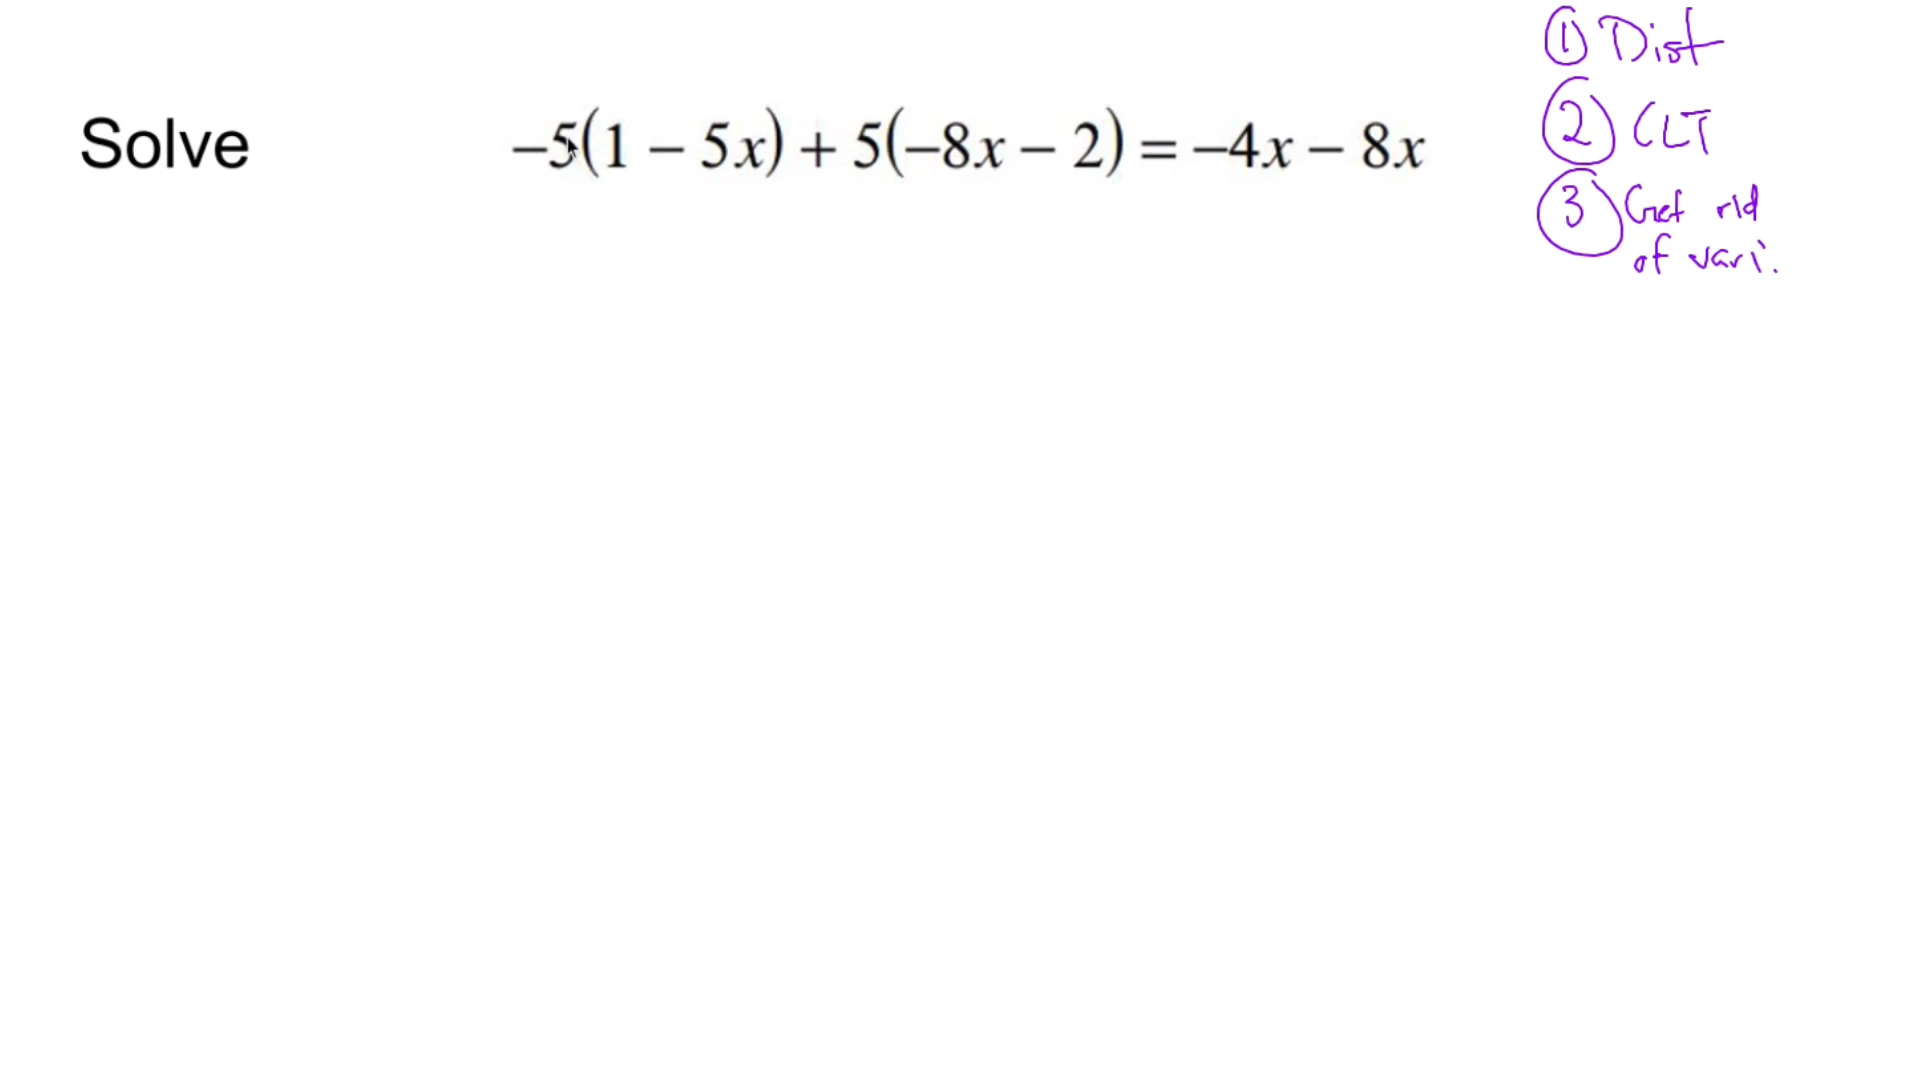 Solve
−5(1 − 5x) + 5(−8x − 2) = −4x − 8x
① Dist
② CLT
③ Get rid
of vari.